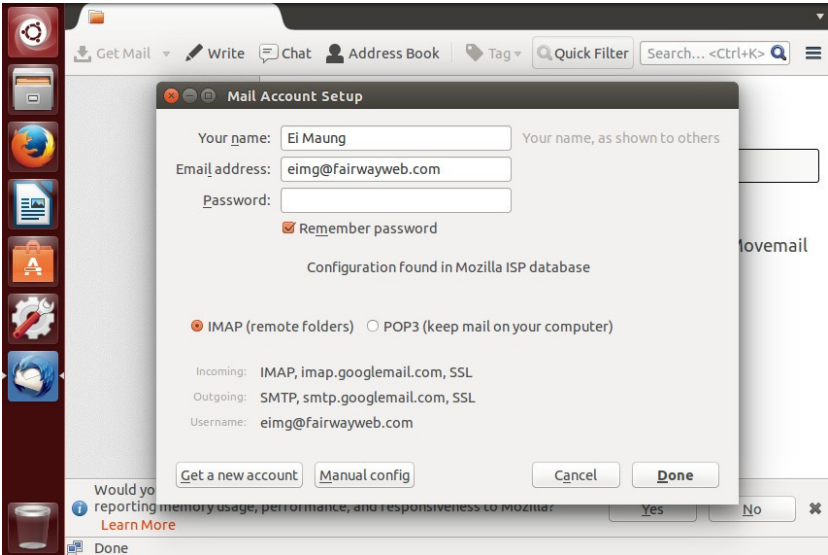 Get Mail Write Chat Address Book Tag Quick Filter Search... <Ctrl+K>
Mail Account Setup
Your name: Ei Maung Your name, as shown to others
Email address: eimg@fairwayweb.com
Password:
Remember password
Movemail
Configuration found in Mozilla ISP database
IMAP (remote folders) POP3 (keep mail on your computer)
Incoming: IMAP, imap.googlemail.com, SSL
Outgoing: SMTP, smtp.googlemail.com, SSL
Username: eimg@fairwayweb.com
Get a new account Manual config Cancel Done
Would yo
reporting memory usage, performance, and responsiveness to Mozilla? Yes No
Learn More
Done